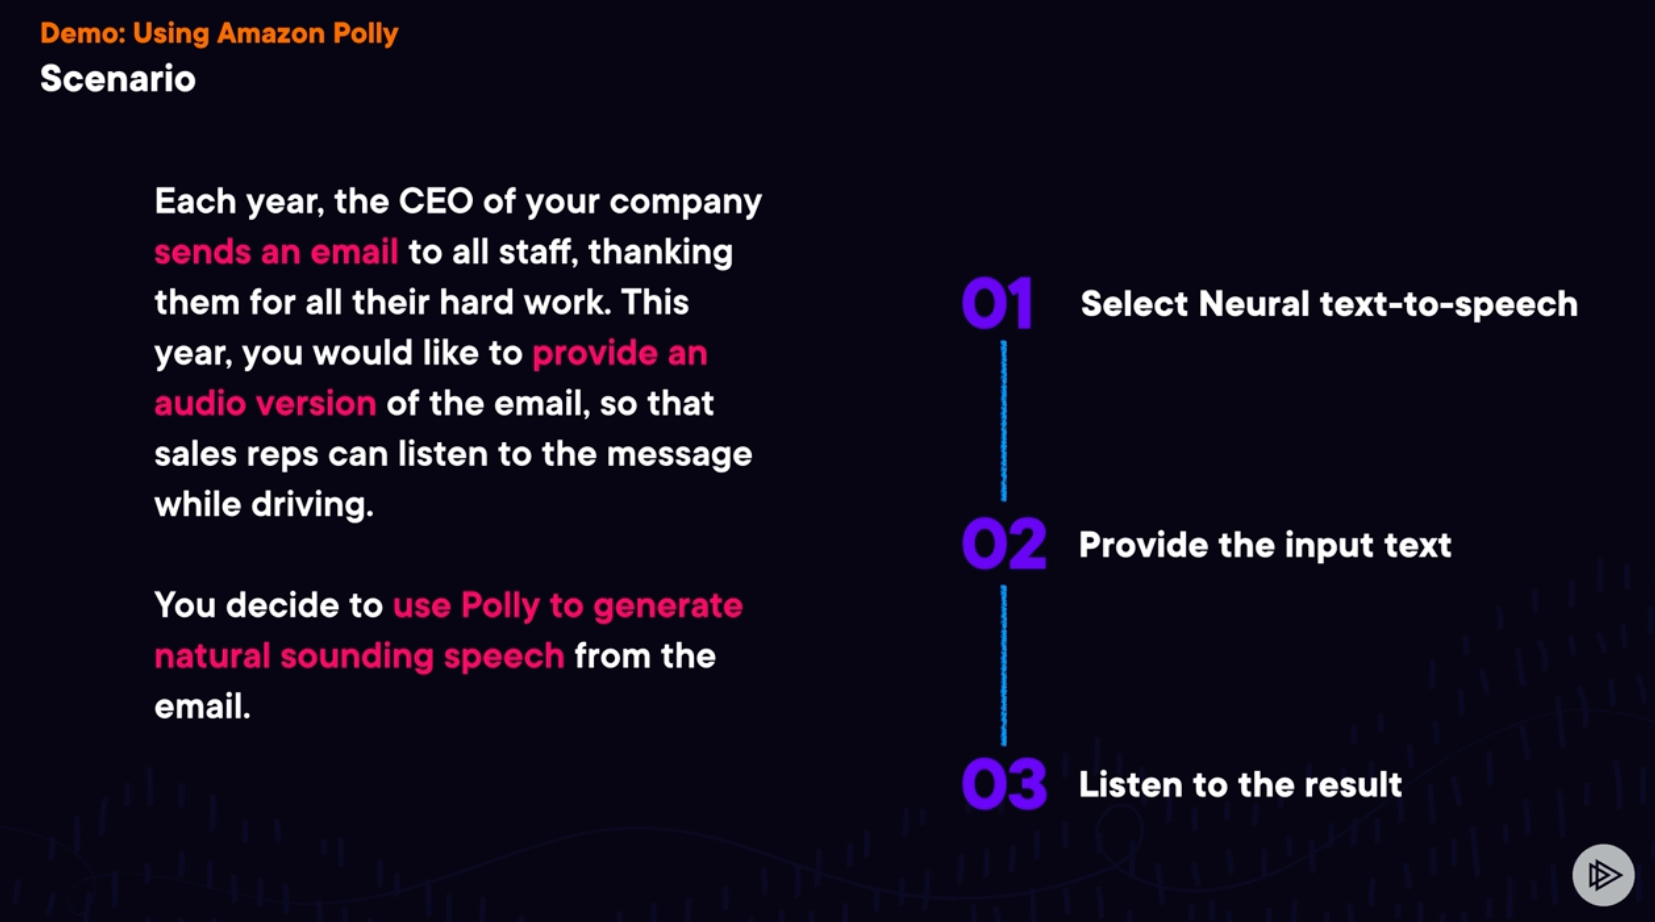 Demo: Using Amazon Polly
Scenario
Each year, the CEO of your company
sends an email to all staff, thanking
them for all their hard work. This
year, you would like to provide an
audio version of the email, so that
sales reps can listen to the message
while driving.
You decide to use Polly to generate
natural sounding speech from the
email.
01 Select Neural text-to-speech
02 Provide the input text
03 Listen to the result